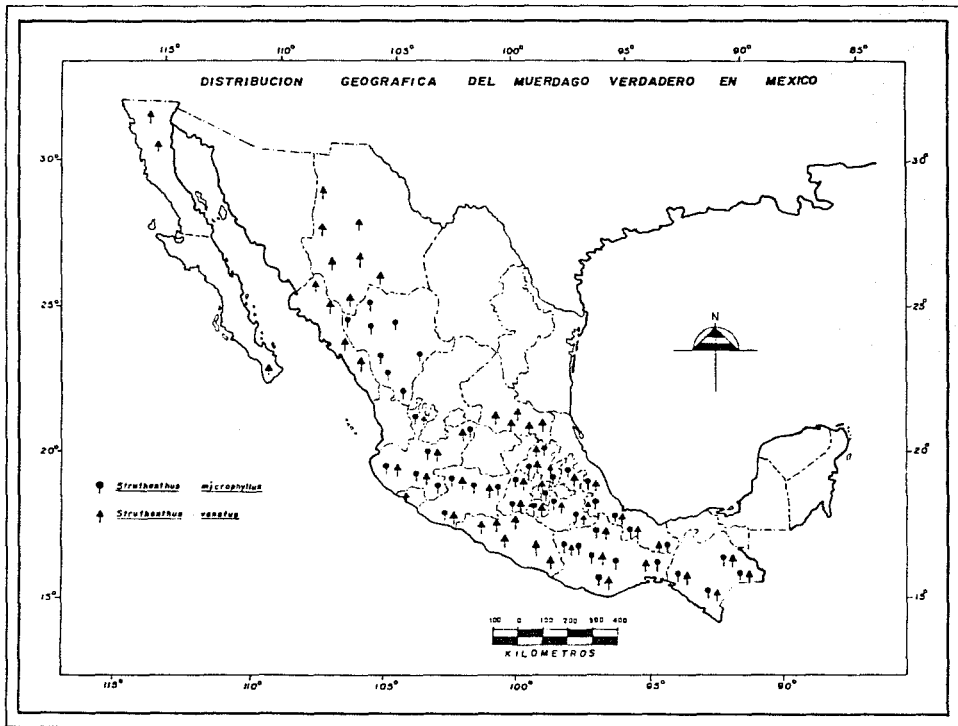 115° 110° 105° 100° 95° 90° 85°
DISTRIBUCION GEOGRAFICA DEL MUERDAGO VERDADERO EN MEXICO
30° 30°
25° 25°
N
20° 20°
Struthanthus microphyllus
Struthanthus venetus
15° 15°
100 0 100 200 300 400
KILOMETROS
115° 110° 105° 100° 95° 90°